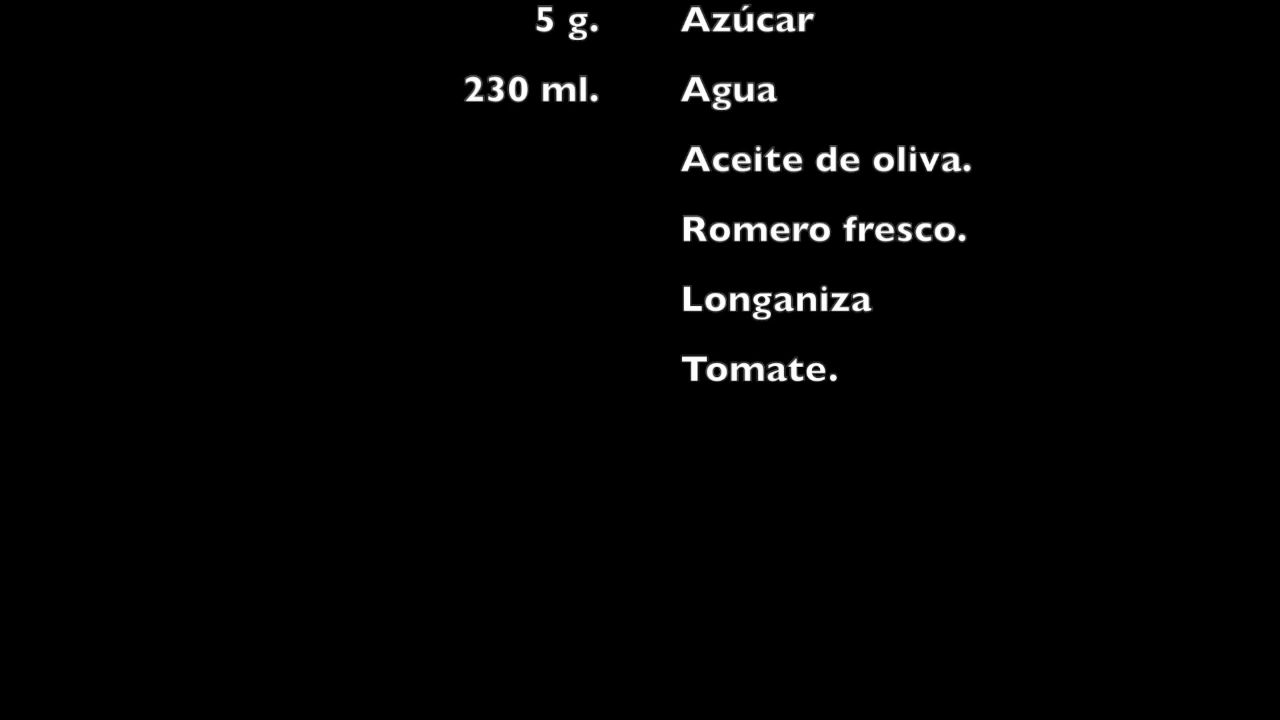 5 g. Azúcar
230 ml. Agua
Aceite de oliva.
Romero fresco.
Longaniza
Tomate.